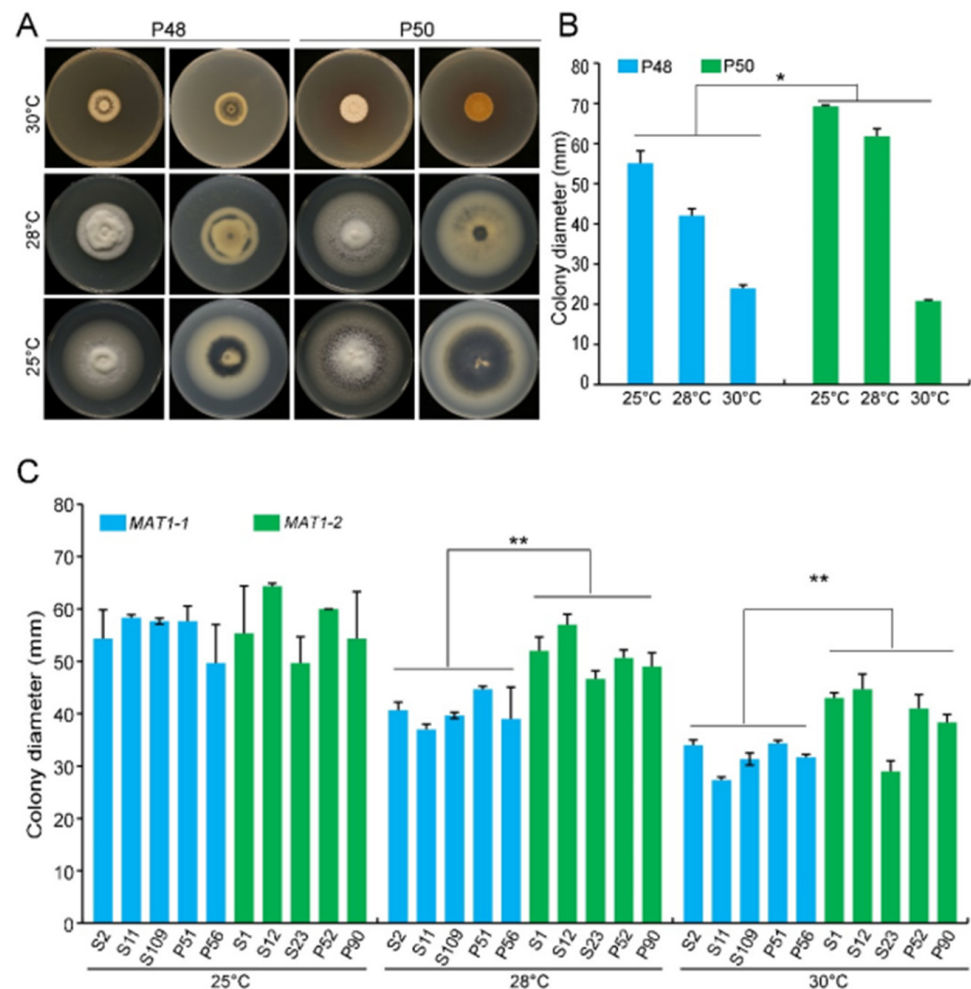 A
P48
P50
30°C
28°C
25°C
B
P48
P50
*
Colony diameter (mm)
80
70
60
50
40
30
20
10
0
25°C 28°C 30°C 25°C 28°C 30°C
C
MAT1-1
MAT1-2
**
**
Colony diameter (mm)
80
70
60
50
40
30
20
10
0
S2 S11 S109 P51 P56 S1 S12 S23 P52 P90 S2 S11 S109 P51 P56 S1 S12 S23 P52 P90 S2 S11 S109 P51 P56 S1 S12 S23 P52 P90
25°C 28°C 30°C